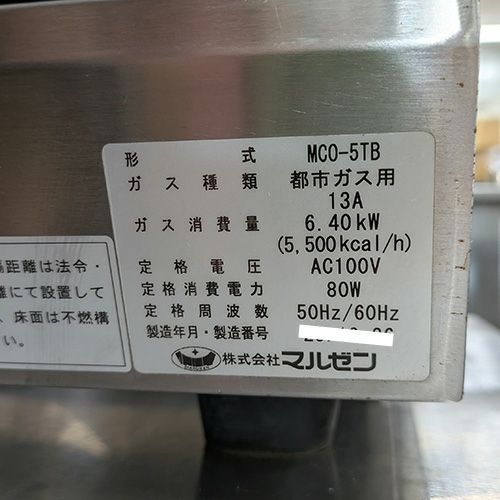 形式 MCO-5TB
ガス種類 都市ガス用
13A
ガス消費量 6.40kW
(5,500kcal/h)
定格電圧 AC100V
定格消費電力 80W
定格周波数 50Hz/60Hz
製造年月・製造番号
株式会社マルゼン
距離は法令・
にて設置して
、床面は不燃構
い。